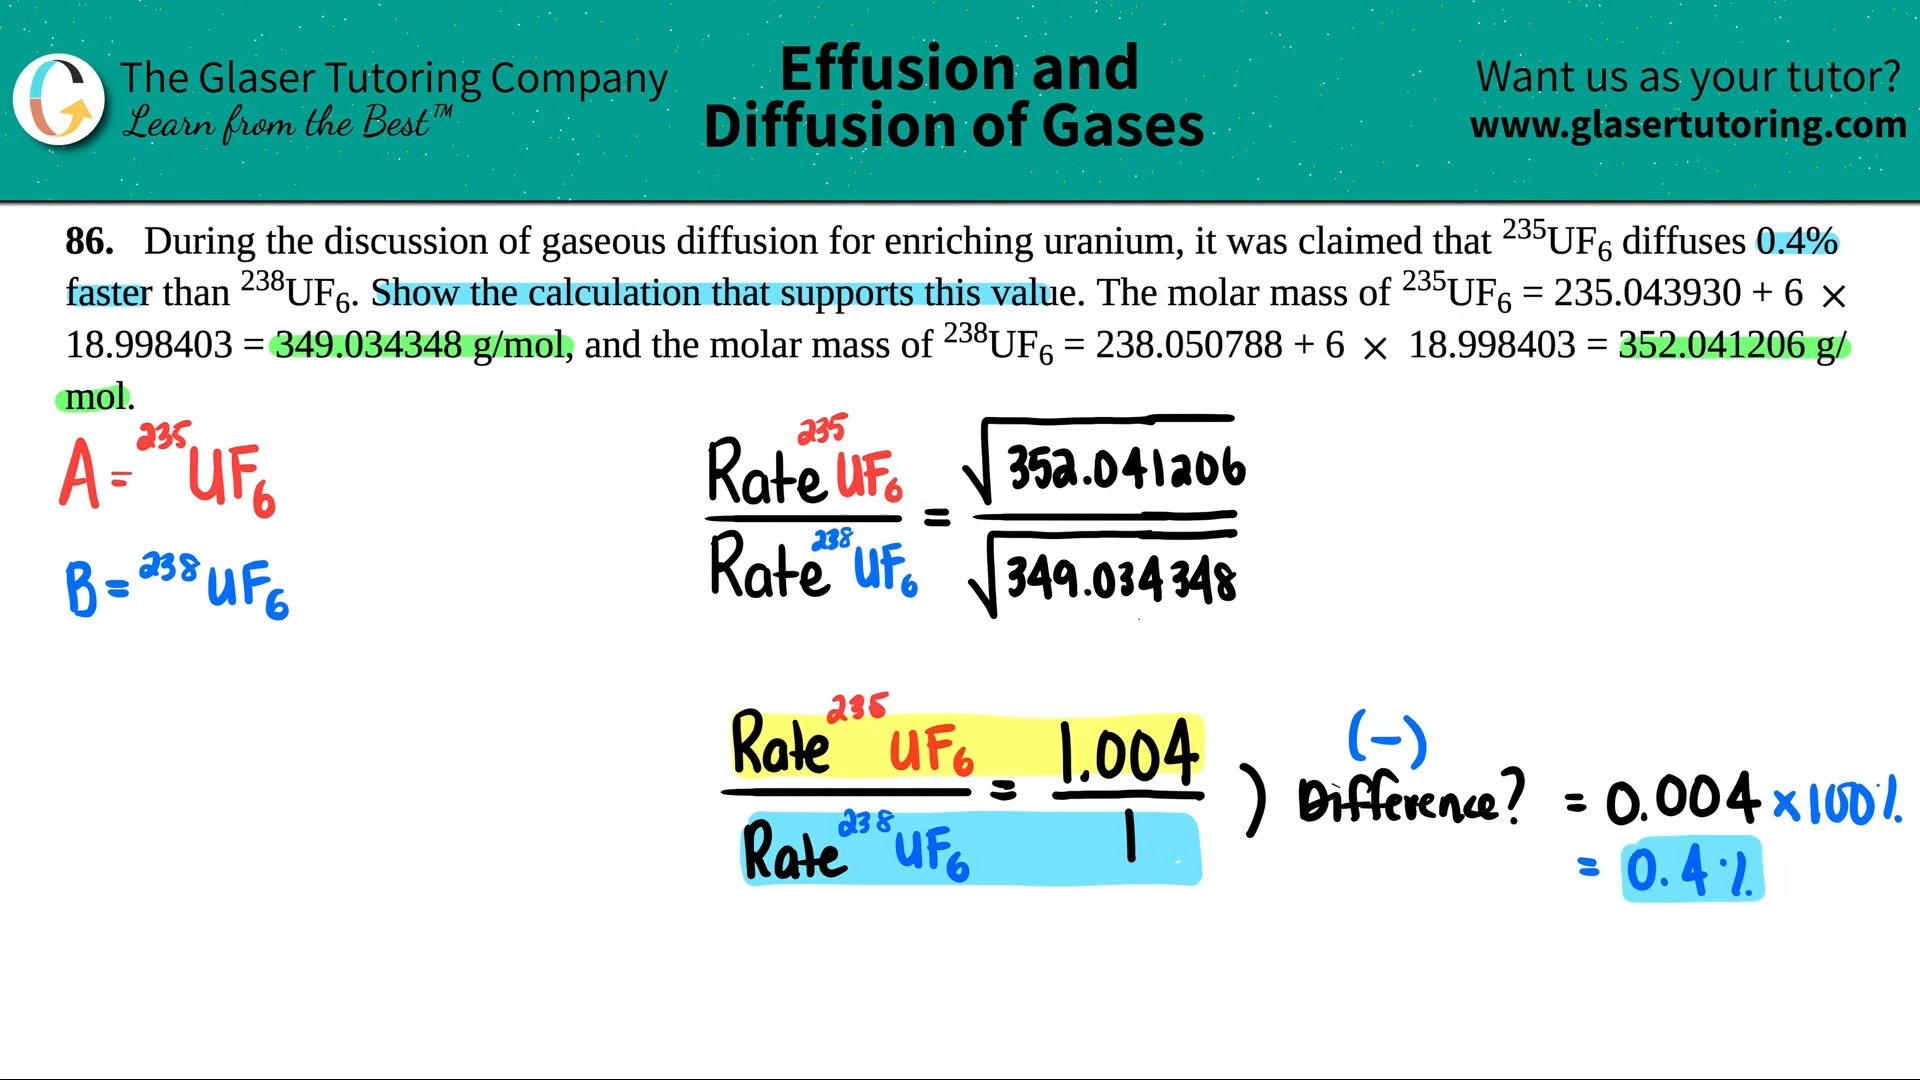 The Glaser Tutoring Company
Learn from the Best™
Effusion and
Diffusion of Gases
Want us as your tutor?
www.glasertutoring.com
86. During the discussion of gaseous diffusion for enriching uranium, it was claimed that ²³⁵UF₆ diffuses 0.4%
faster than ²³⁸UF₆. Show the calculation that supports this value. The molar mass of ²³⁵UF₆ = 235.043930 + 6 ×
18.998403 = 349.034348 g/mol, and the molar mass of ²³⁸UF₆ = 238.050788 + 6 × 18.998403 = 352.041206 g/
mol.
A = ²³⁵UF₆
B = ²³⁸UF₆
Rate ²³⁵UF₆ = √352.041206
Rate ²³⁸UF₆ √349.034348
Rate ²³⁵UF₆ = 1.004
Rate ²³⁸UF₆ 1
) (-)
Difference? = 0.004 ×100%
= 0.4%